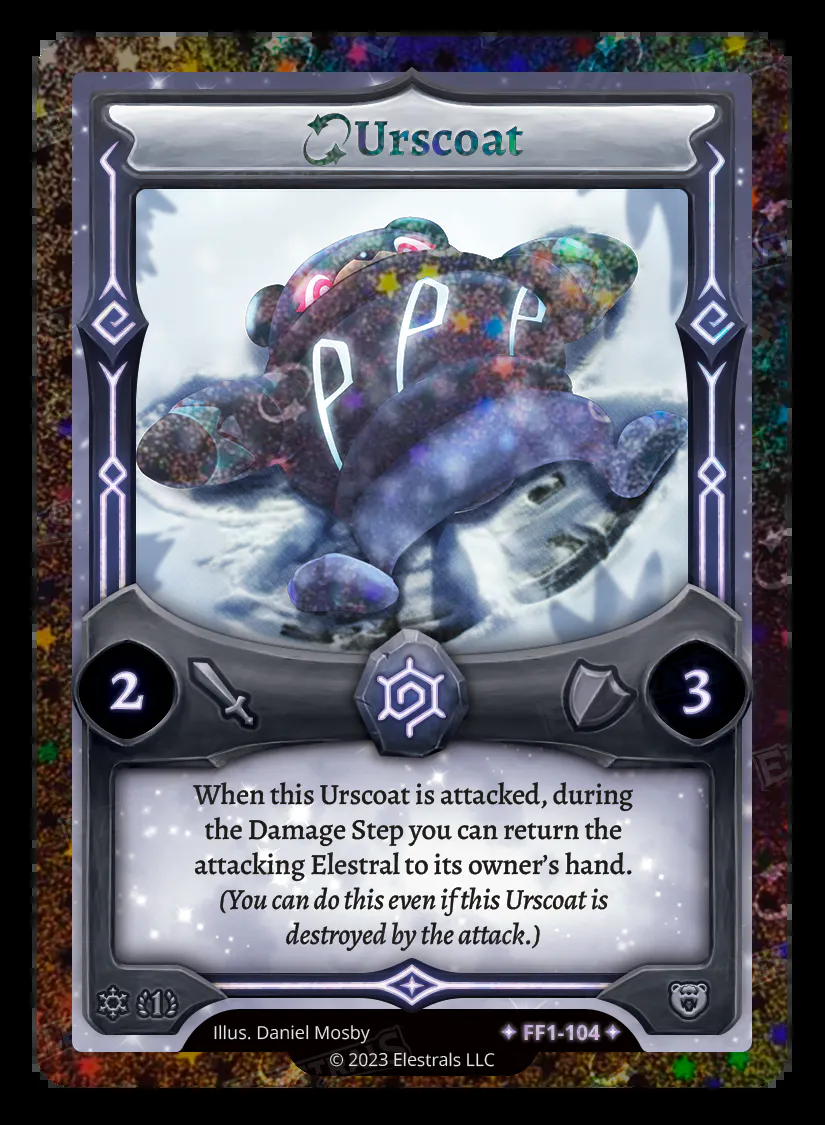 Urscoat
2
3
When this Urscoat is attacked, during
the Damage Step you can return the
attacking Elestral to its owner's hand.
(You can do this even if this Urscoat is
destroyed by the attack.)
1
Illus. Daniel Mosby
FF1-104
© 2023 Elestrals LLC